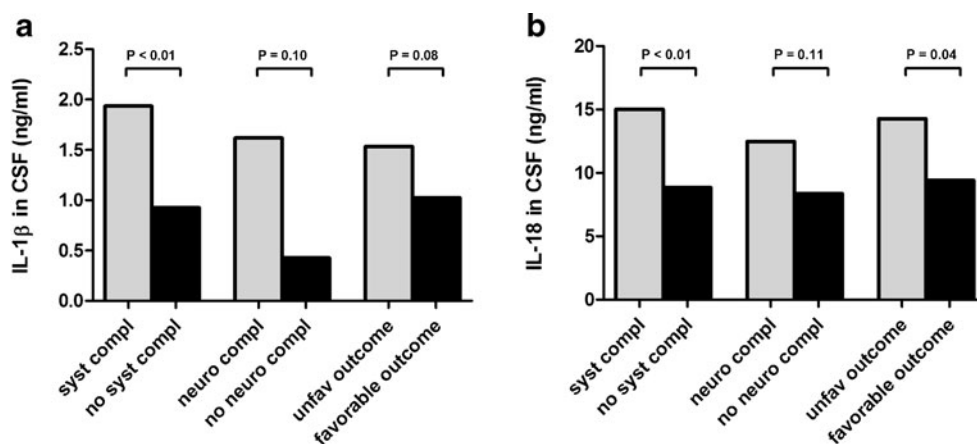 a
P < 0.01
P = 0.10
P = 0.08
IL-1β in CSF (ng/ml)
2.5
2.0
1.5
1.0
0.5
0.0
syst compl
no syst compl
neuro compl
no neuro compl
unfav outcome
favorable outcome
b
P < 0.01
P = 0.11
P = 0.04
IL-18 in CSF (ng/ml)
20
15
10
5
0
syst compl
no syst compl
neuro compl
no neuro compl
unfav outcome
favorable outcome